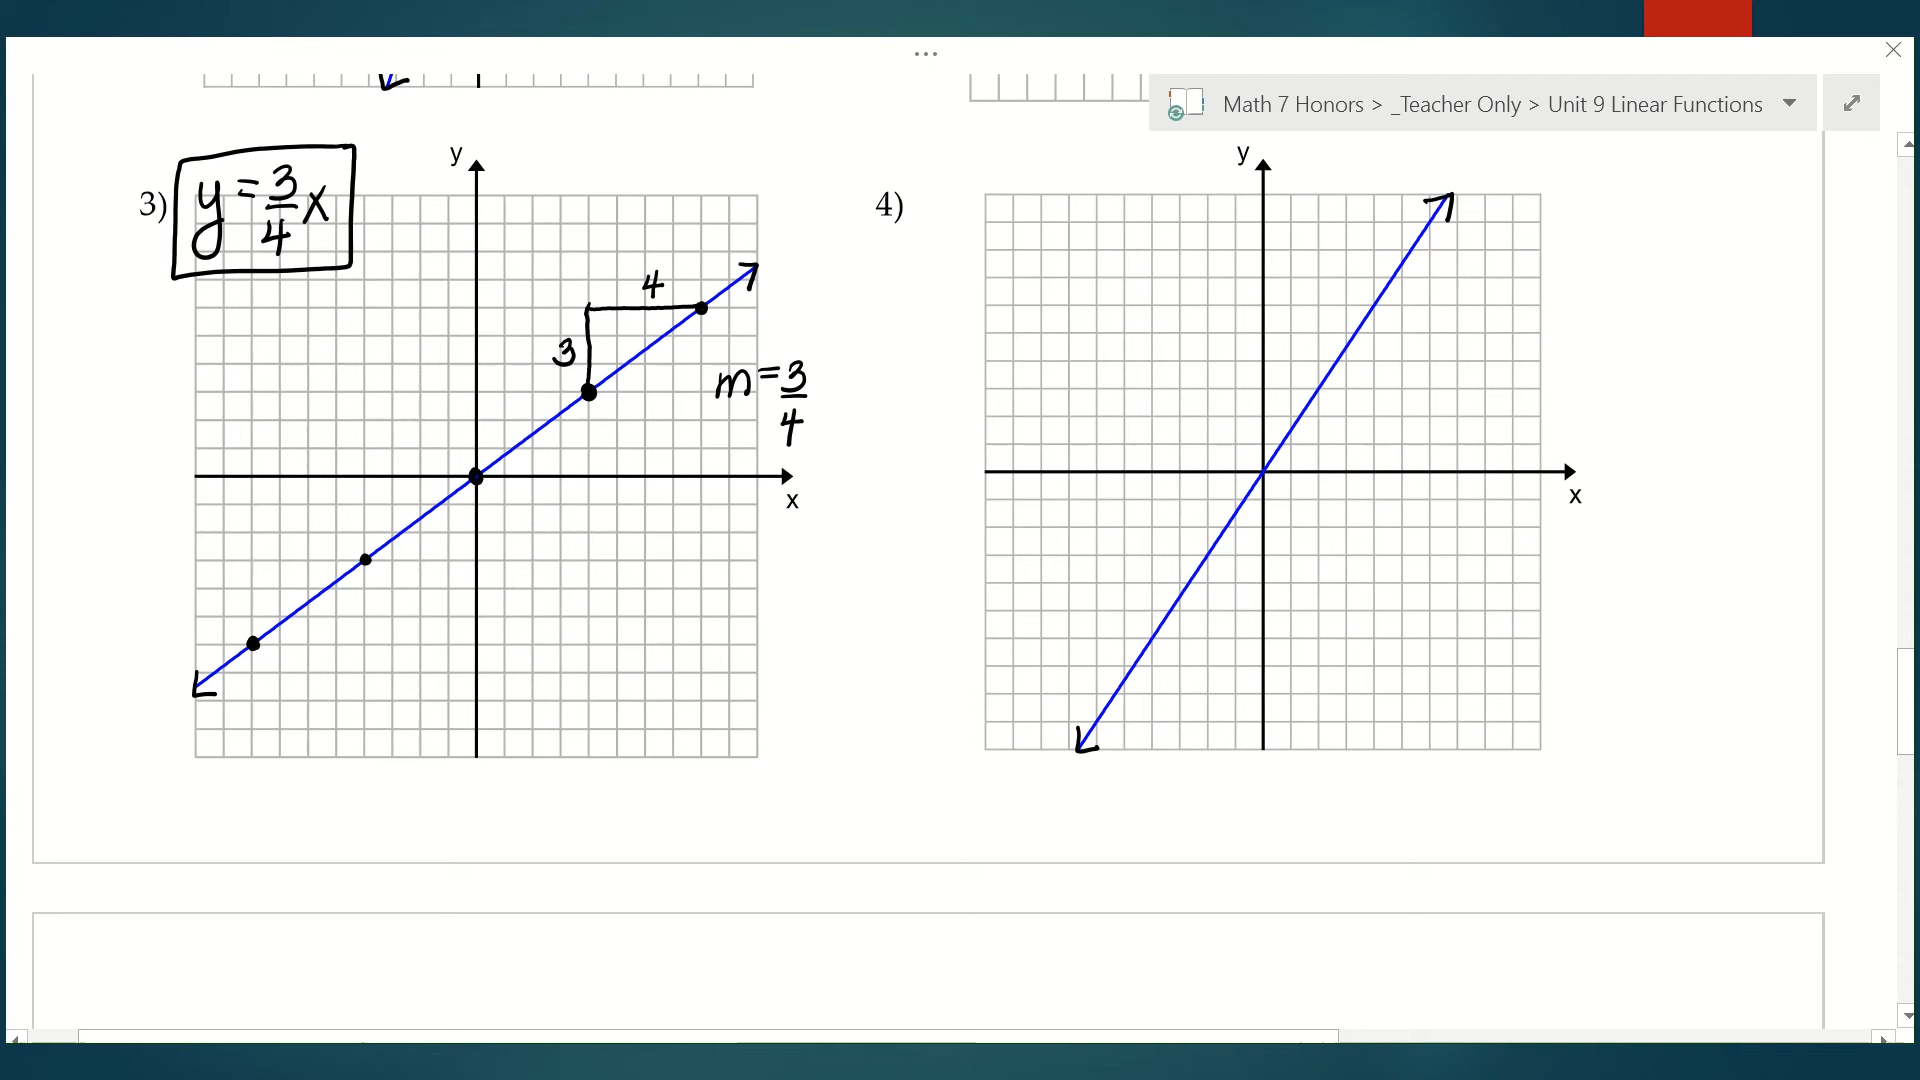 Math 7 Honors > _Teacher Only > Unit 9 Linear Functions
3) y = 3/4 x
y
4
3
m = 3/4
x
4)
y
x